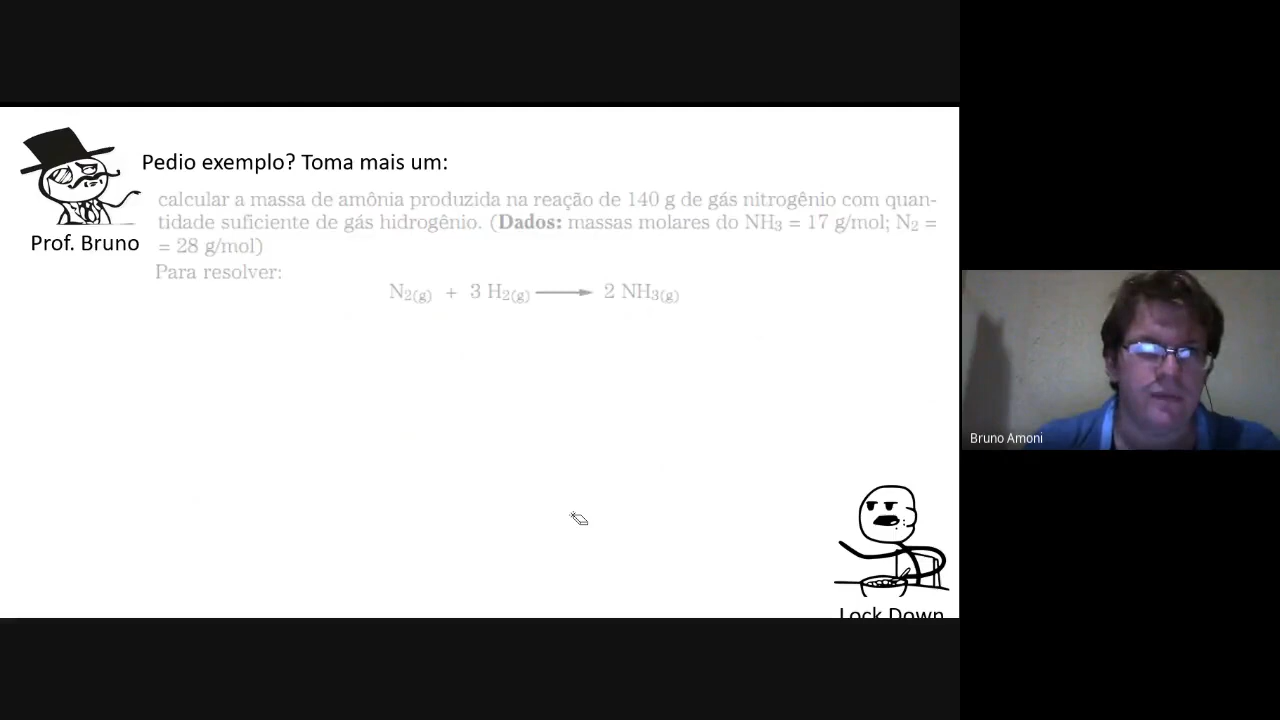 Pedio exemplo? Toma mais um:
calcular a massa de amônia produzida na reação de 140 g de gás nitrogênio com quan-
tidade suficiente de gás hidrogênio. (Dados: massas molares do NH3 = 17 g/mol; N2 =
= 28 g/mol)
Prof. Bruno
Para resolver:
N2(g) + 3 H2(g) → 2 NH3(g)
Bruno Amoni
Lock Down